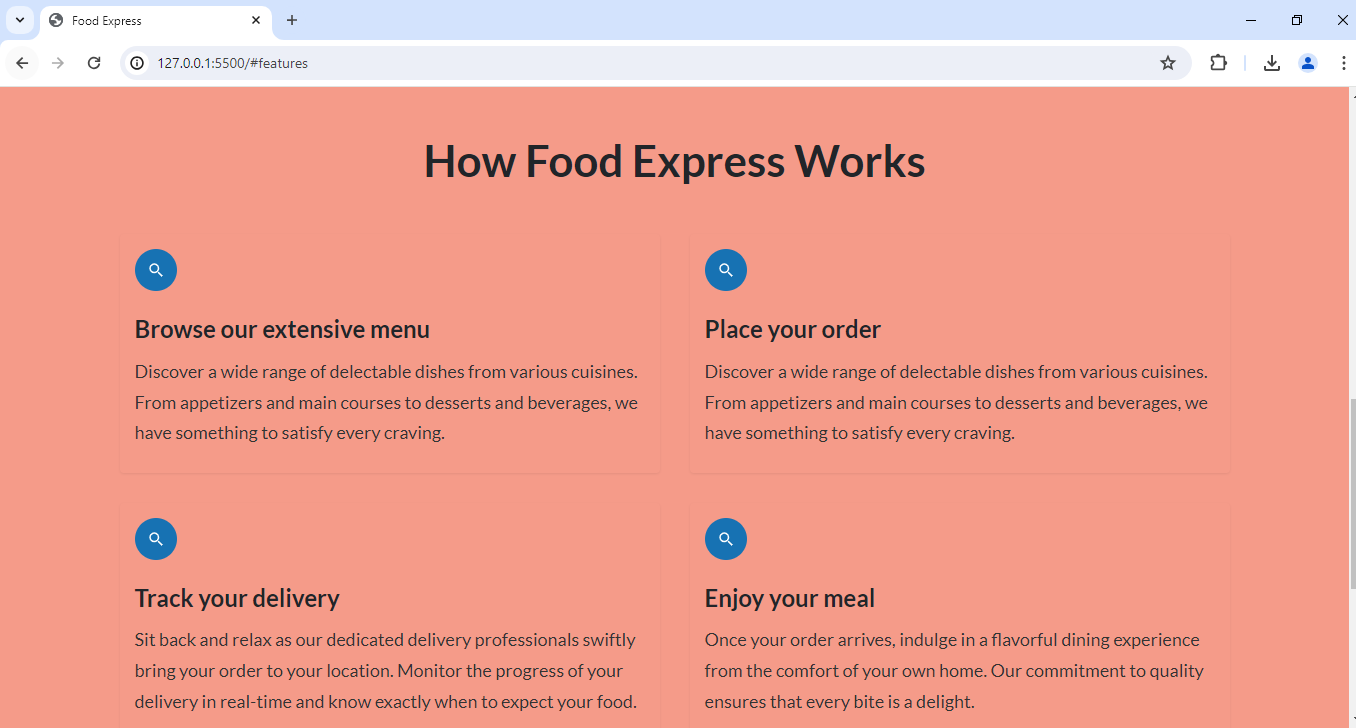 Food Express
127.0.0.1:5500/#features
How Food Express Works
Browse our extensive menu
Discover a wide range of delectable dishes from various cuisines.
From appetizers and main courses to desserts and beverages, we
have something to satisfy every craving.
Place your order
Discover a wide range of delectable dishes from various cuisines.
From appetizers and main courses to desserts and beverages, we
have something to satisfy every craving.
Track your delivery
Sit back and relax as our dedicated delivery professionals swiftly
bring your order to your location. Monitor the progress of your
delivery in real-time and know exactly when to expect your food.
Enjoy your meal
Once your order arrives, indulge in a flavorful dining experience
from the comfort of your own home. Our commitment to quality
ensures that every bite is a delight.